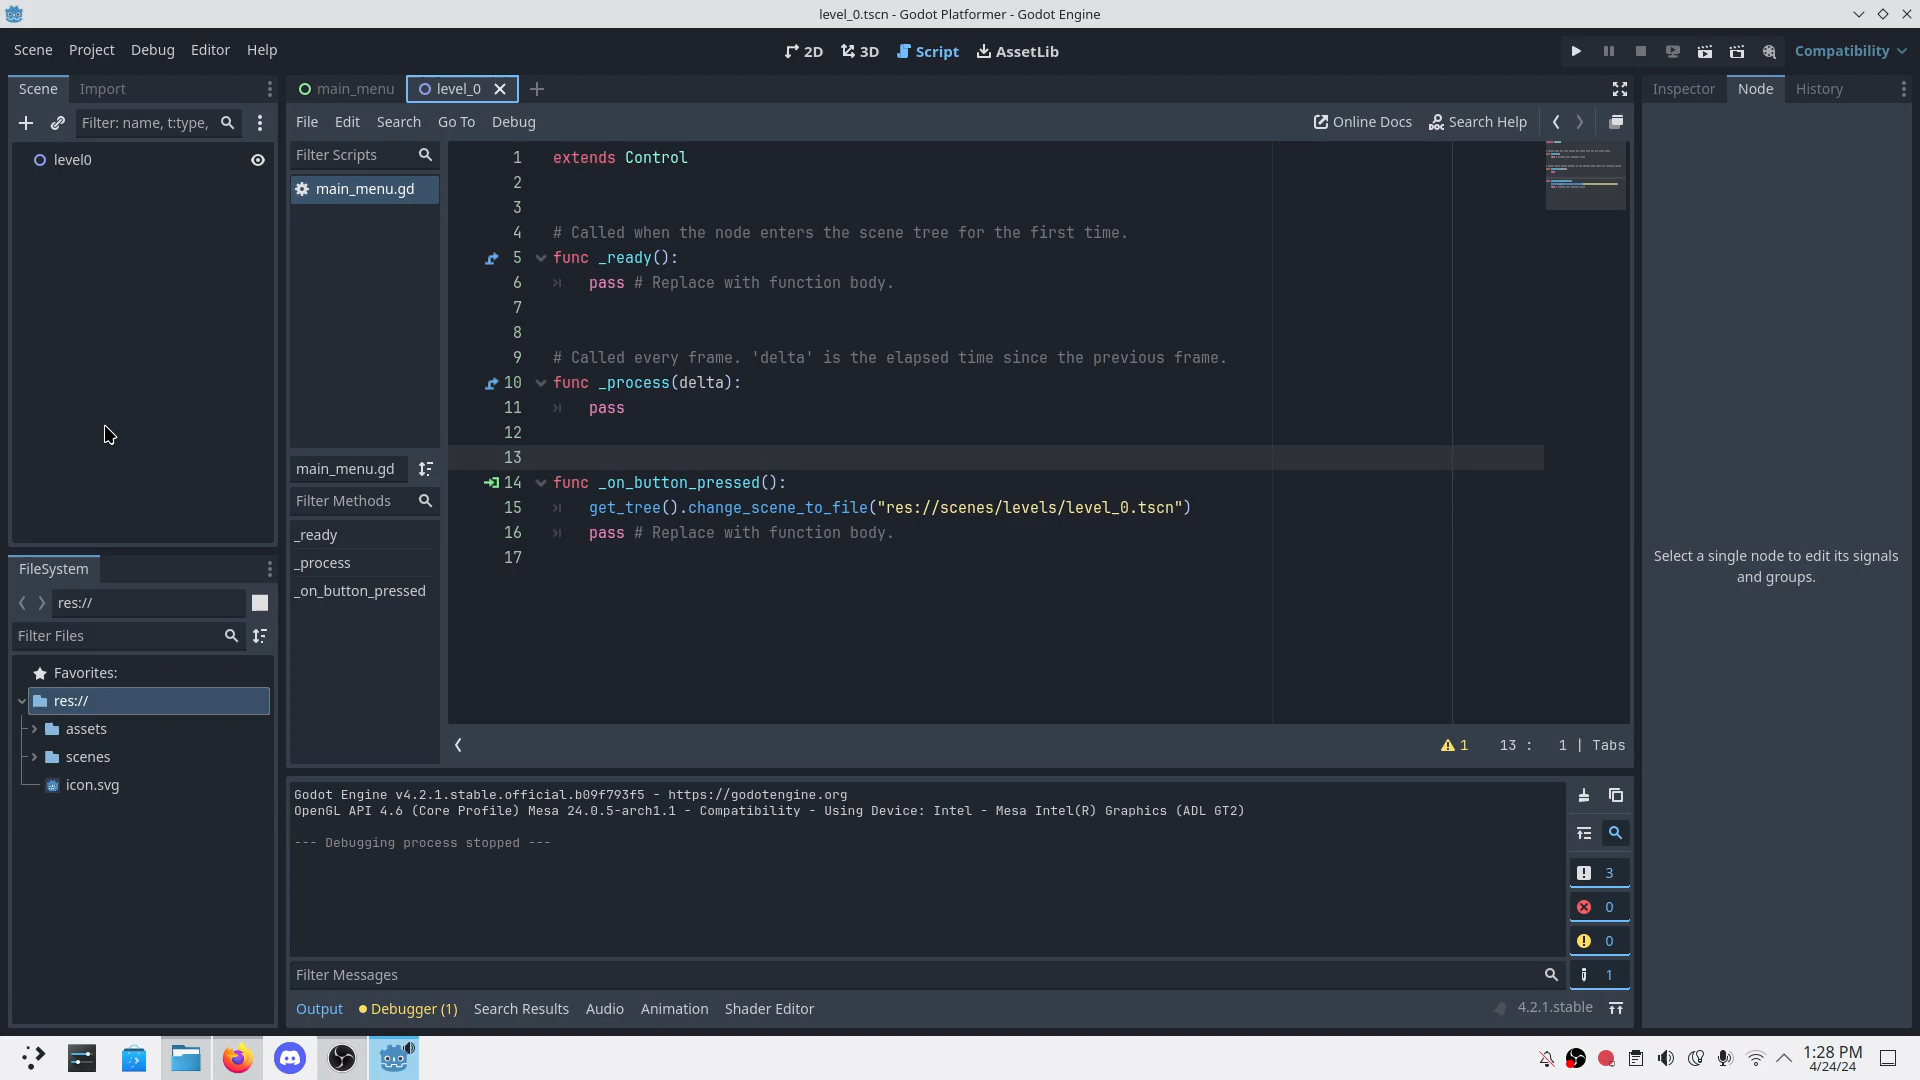 level_0.tscn - Godot Platformer - Godot Engine
Scene Project Debug Editor Help
2D 3D Script AssetLib
Compatibility
Scene Import
Filter: name, t:type,
level0
FileSystem
res://
Filter Files
Favorites:
res://
assets
scenes
icon.svg
main_menu level_0
File Edit Search Go To Debug
Online Docs Search Help
Filter Scripts
main_menu.gd
main_menu.gd
Filter Methods
_ready
_process
_on_button_pressed
1 extends Control
2
3
4 # Called when the node enters the scene tree for the first time.
5 func _ready():
6 pass # Replace with function body.
7
8
9 # Called every frame. 'delta' is the elapsed time since the previous frame.
10 func _process(delta):
11 pass
12
13
14 func _on_button_pressed():
15 get_tree().change_scene_to_file("res://scenes/levels/level_0.tscn")
16 pass # Replace with function body.
17
1 13 : 1 | Tabs
Godot Engine v4.2.1.stable.official.b09f793f5 - https://godotengine.org
OpenGL API 4.6 (Core Profile) Mesa 24.0.5-arch1.1 - Compatibility - Using Device: Intel - Mesa Intel(R) Graphics (ADL GT2)
--- Debugging process stopped ---
3
0
0
1
Filter Messages
Output Debugger (1) Search Results Audio Animation Shader Editor
4.2.1.stable
Inspector Node History
Select a single node to edit its signals
and groups.
1:28 PM
4/24/24